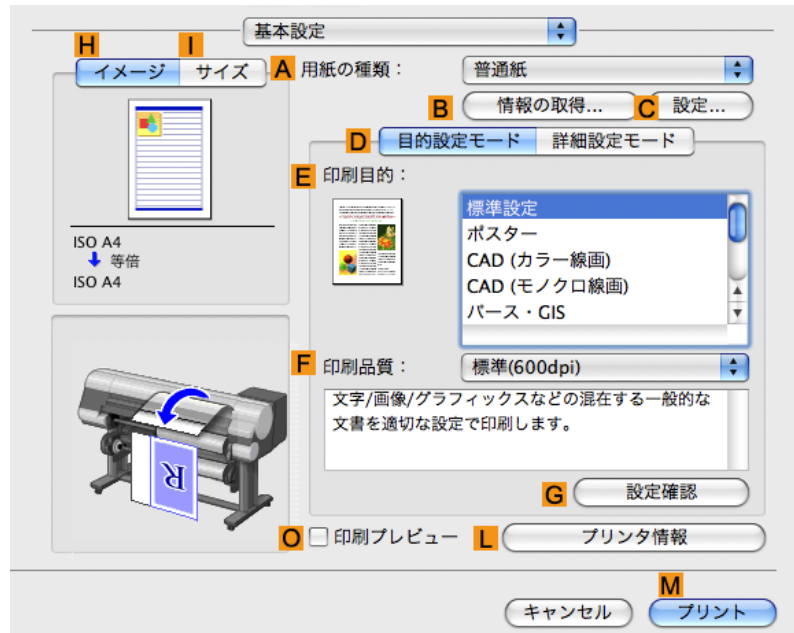 基本設定
H I
イメージ サイズ
A 用紙の種類： 普通紙
B 情報の取得... C 設定...
D 目的設定モード 詳細設定モード
E 印刷目的：
標準設定
ポスター
CAD (カラー線画)
CAD (モノクロ線画)
パース・GIS
ISO A4
等倍
ISO A4
F 印刷品質： 標準(600dpi)
文字/画像/グラフィックスなどの混在する一般的な
文書を適切な設定で印刷します。
R
G 設定確認
O 印刷プレビュー L プリンタ情報
M
キャンセル プリント